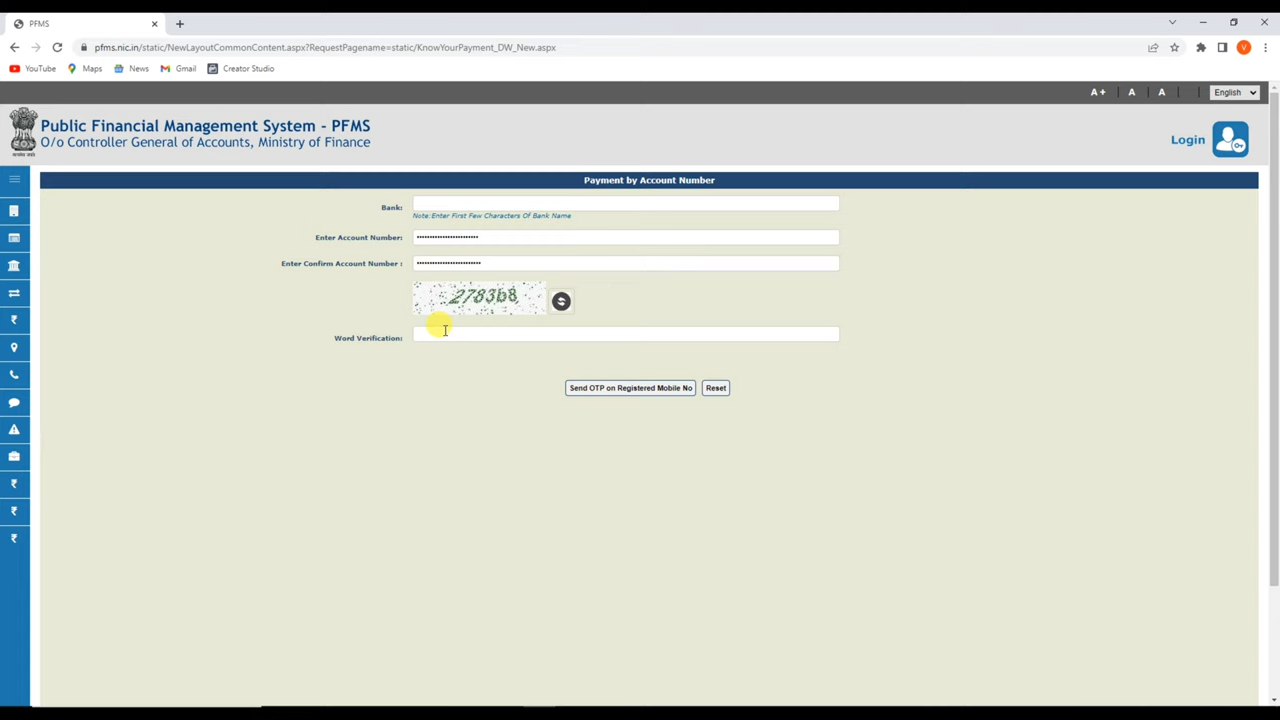 PFMS
pfms.nic.in/static/NewLayoutCommonContent.aspx?RequestPagename=static/KnowYourPayment_DW_New.aspx
V
YouTube Maps News Gmail Creator Studio
A+ | A | A | | English
Public Financial Management System - PFMS
O/o Controller General of Accounts, Ministry of Finance
Login
Payment by Account Number
Bank:
Note:Enter First Few Characters Of Bank Name
Enter Account Number: ························
Enter Confirm Account Number : ·························
2783b8
Word Verification:
Send OTP on Registered Mobile No Reset